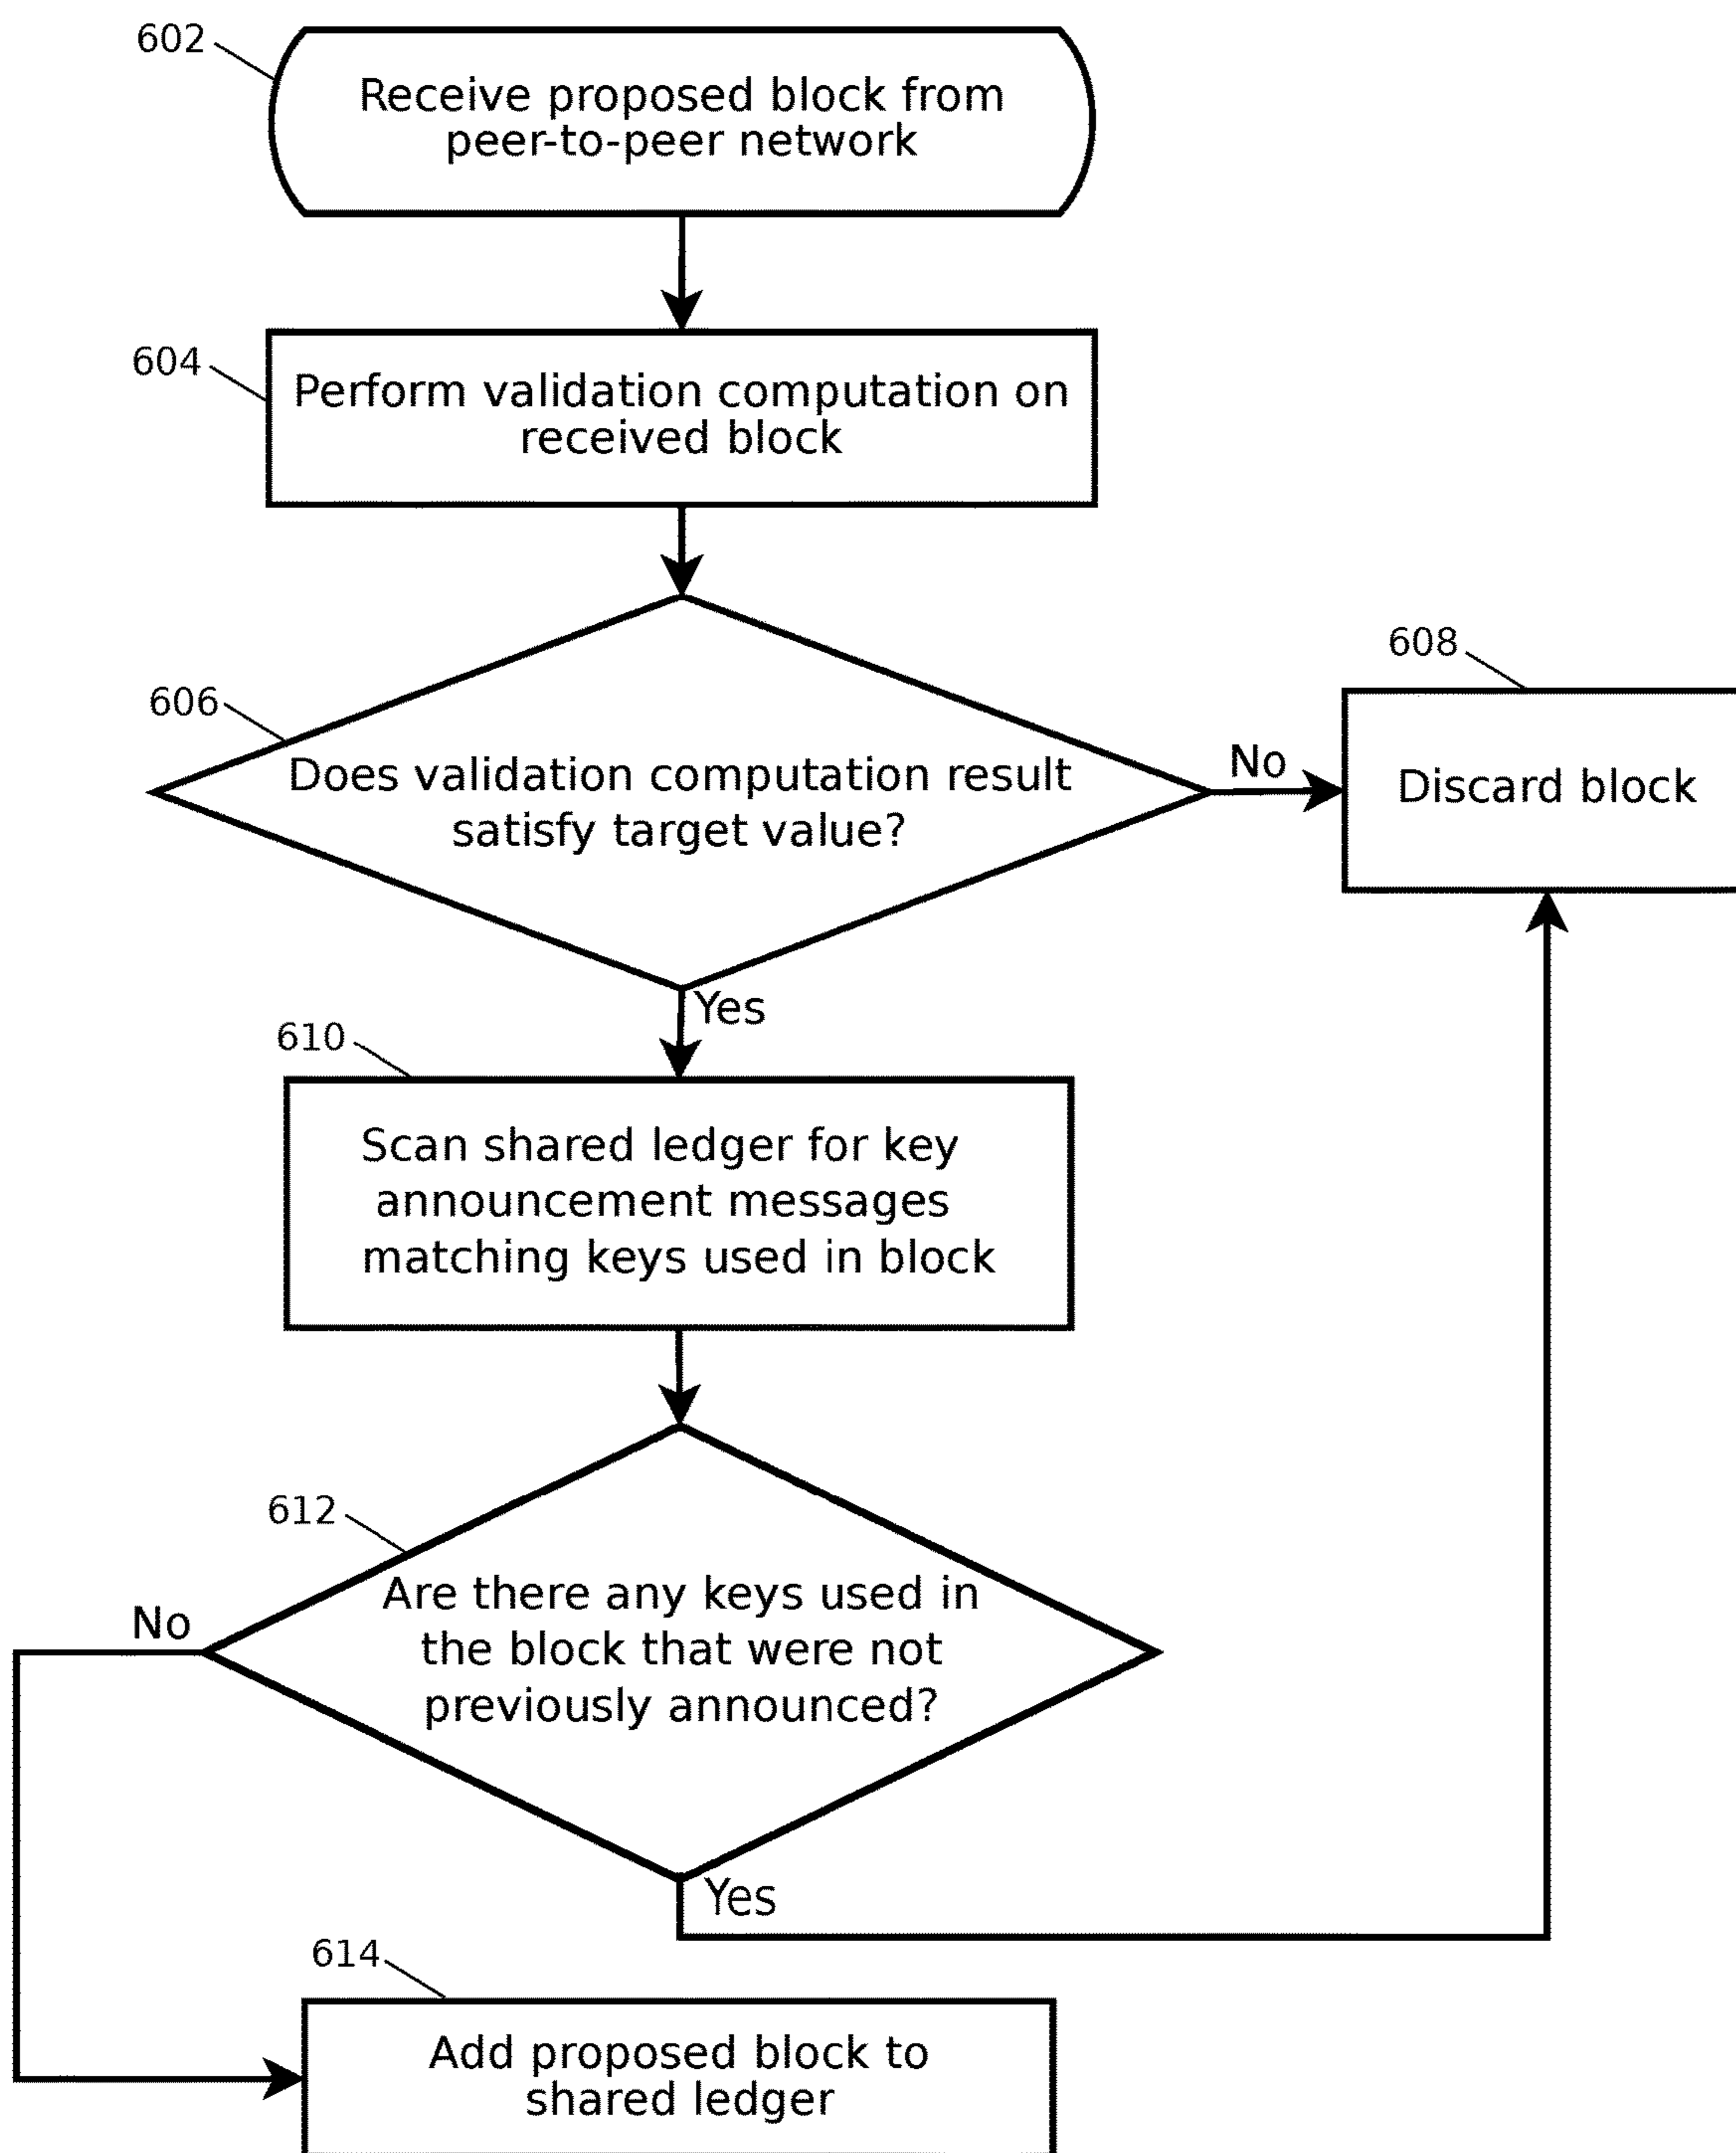 602
Receive proposed block from
peer-to-peer network
604
Perform validation computation on
received block
606
Does validation computation result
satisfy target value?
No
608
Discard block
Yes
610
Scan shared ledger for key
announcement messages
matching keys used in block
612
Are there any keys used in
the block that were not
previously announced?
No
Yes
614
Add proposed block to
shared ledger